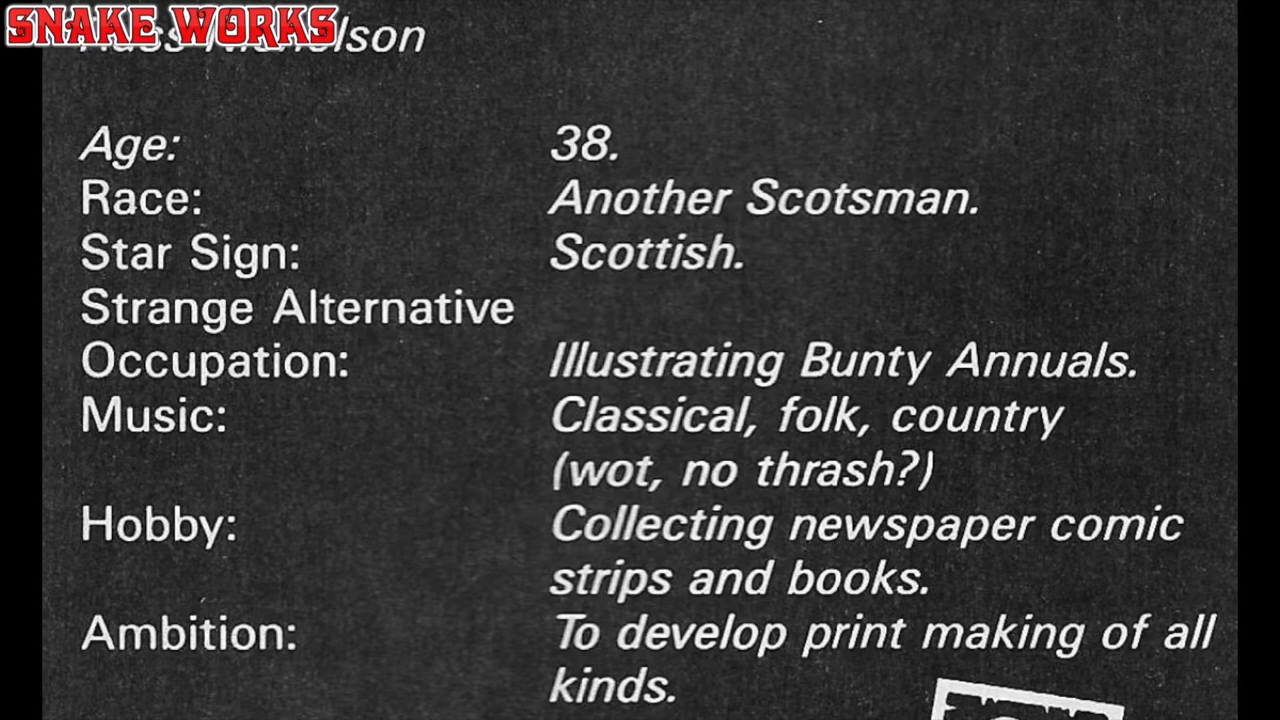 SNAKE WORKS
Russ Nicholson
Age: 38.
Race: Another Scotsman.
Star Sign: Scottish.
Strange Alternative
Occupation: Illustrating Bunty Annuals.
Music: Classical, folk, country
(wot, no thrash?)
Hobby: Collecting newspaper comic
strips and books.
Ambition: To develop print making of all
kinds.